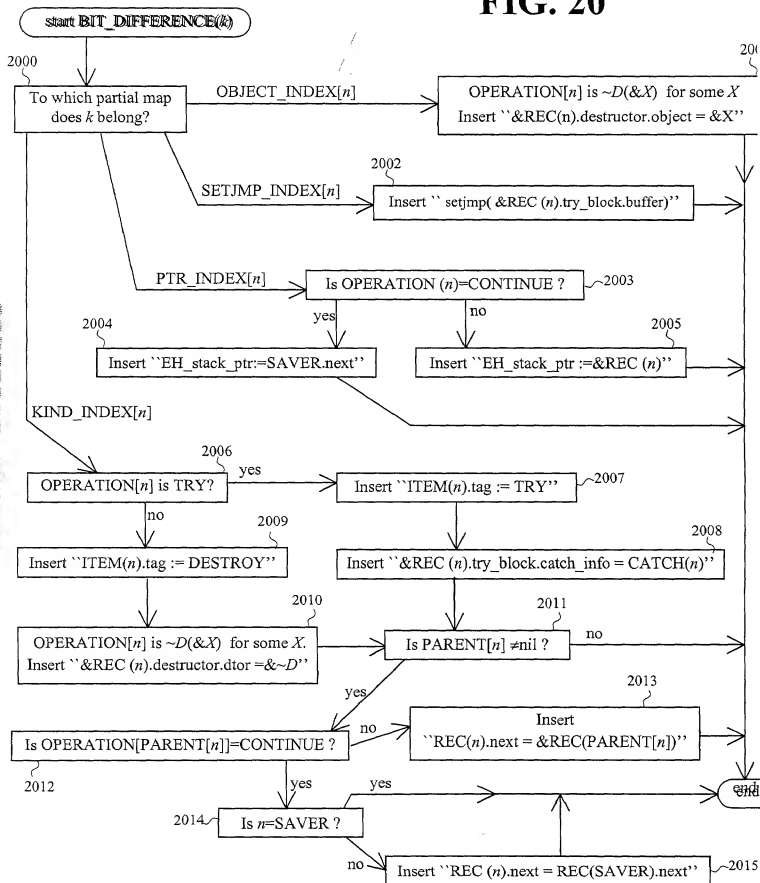 FIG. 20
start BIT_DIFFERENCE(k)
2000
To which partial map
does k belong?
OBJECT_INDEX[n]
OPERATION[n] is ~D(&X) for some X
Insert ``&REC(n).destructor.object = &X''
SETJMP_INDEX[n]
2002
Insert `` setjmp( &REC (n).try_block.buffer)''
PTR_INDEX[n]
Is OPERATION (n)=CONTINUE ?
2003
yes
no
2004
Insert ``EH_stack_ptr:=SAVER.next''
2005
Insert ``EH_stack_ptr :=&REC (n)''
KIND_INDEX[n]
2006
OPERATION[n] is TRY?
yes
Insert ``ITEM(n).tag := TRY''
2007
no
2009
Insert ``ITEM(n).tag := DESTROY''
2008
Insert ``&REC (n).try_block.catch_info = CATCH(n)''
2010
OPERATION[n] is ~D(&X) for some X.
Insert ``&REC (n).destructor.dtor =&~D''
2011
Is PARENT[n] ≠nil ?
no
yes
2013
Insert
``REC(n).next = &REC(PARENT[n])''
Is OPERATION[PARENT[n]]=CONTINUE ?
no
2012
yes
yes
end
2014
Is n=SAVER ?
no
Insert ``REC (n).next = REC(SAVER).next''
2015